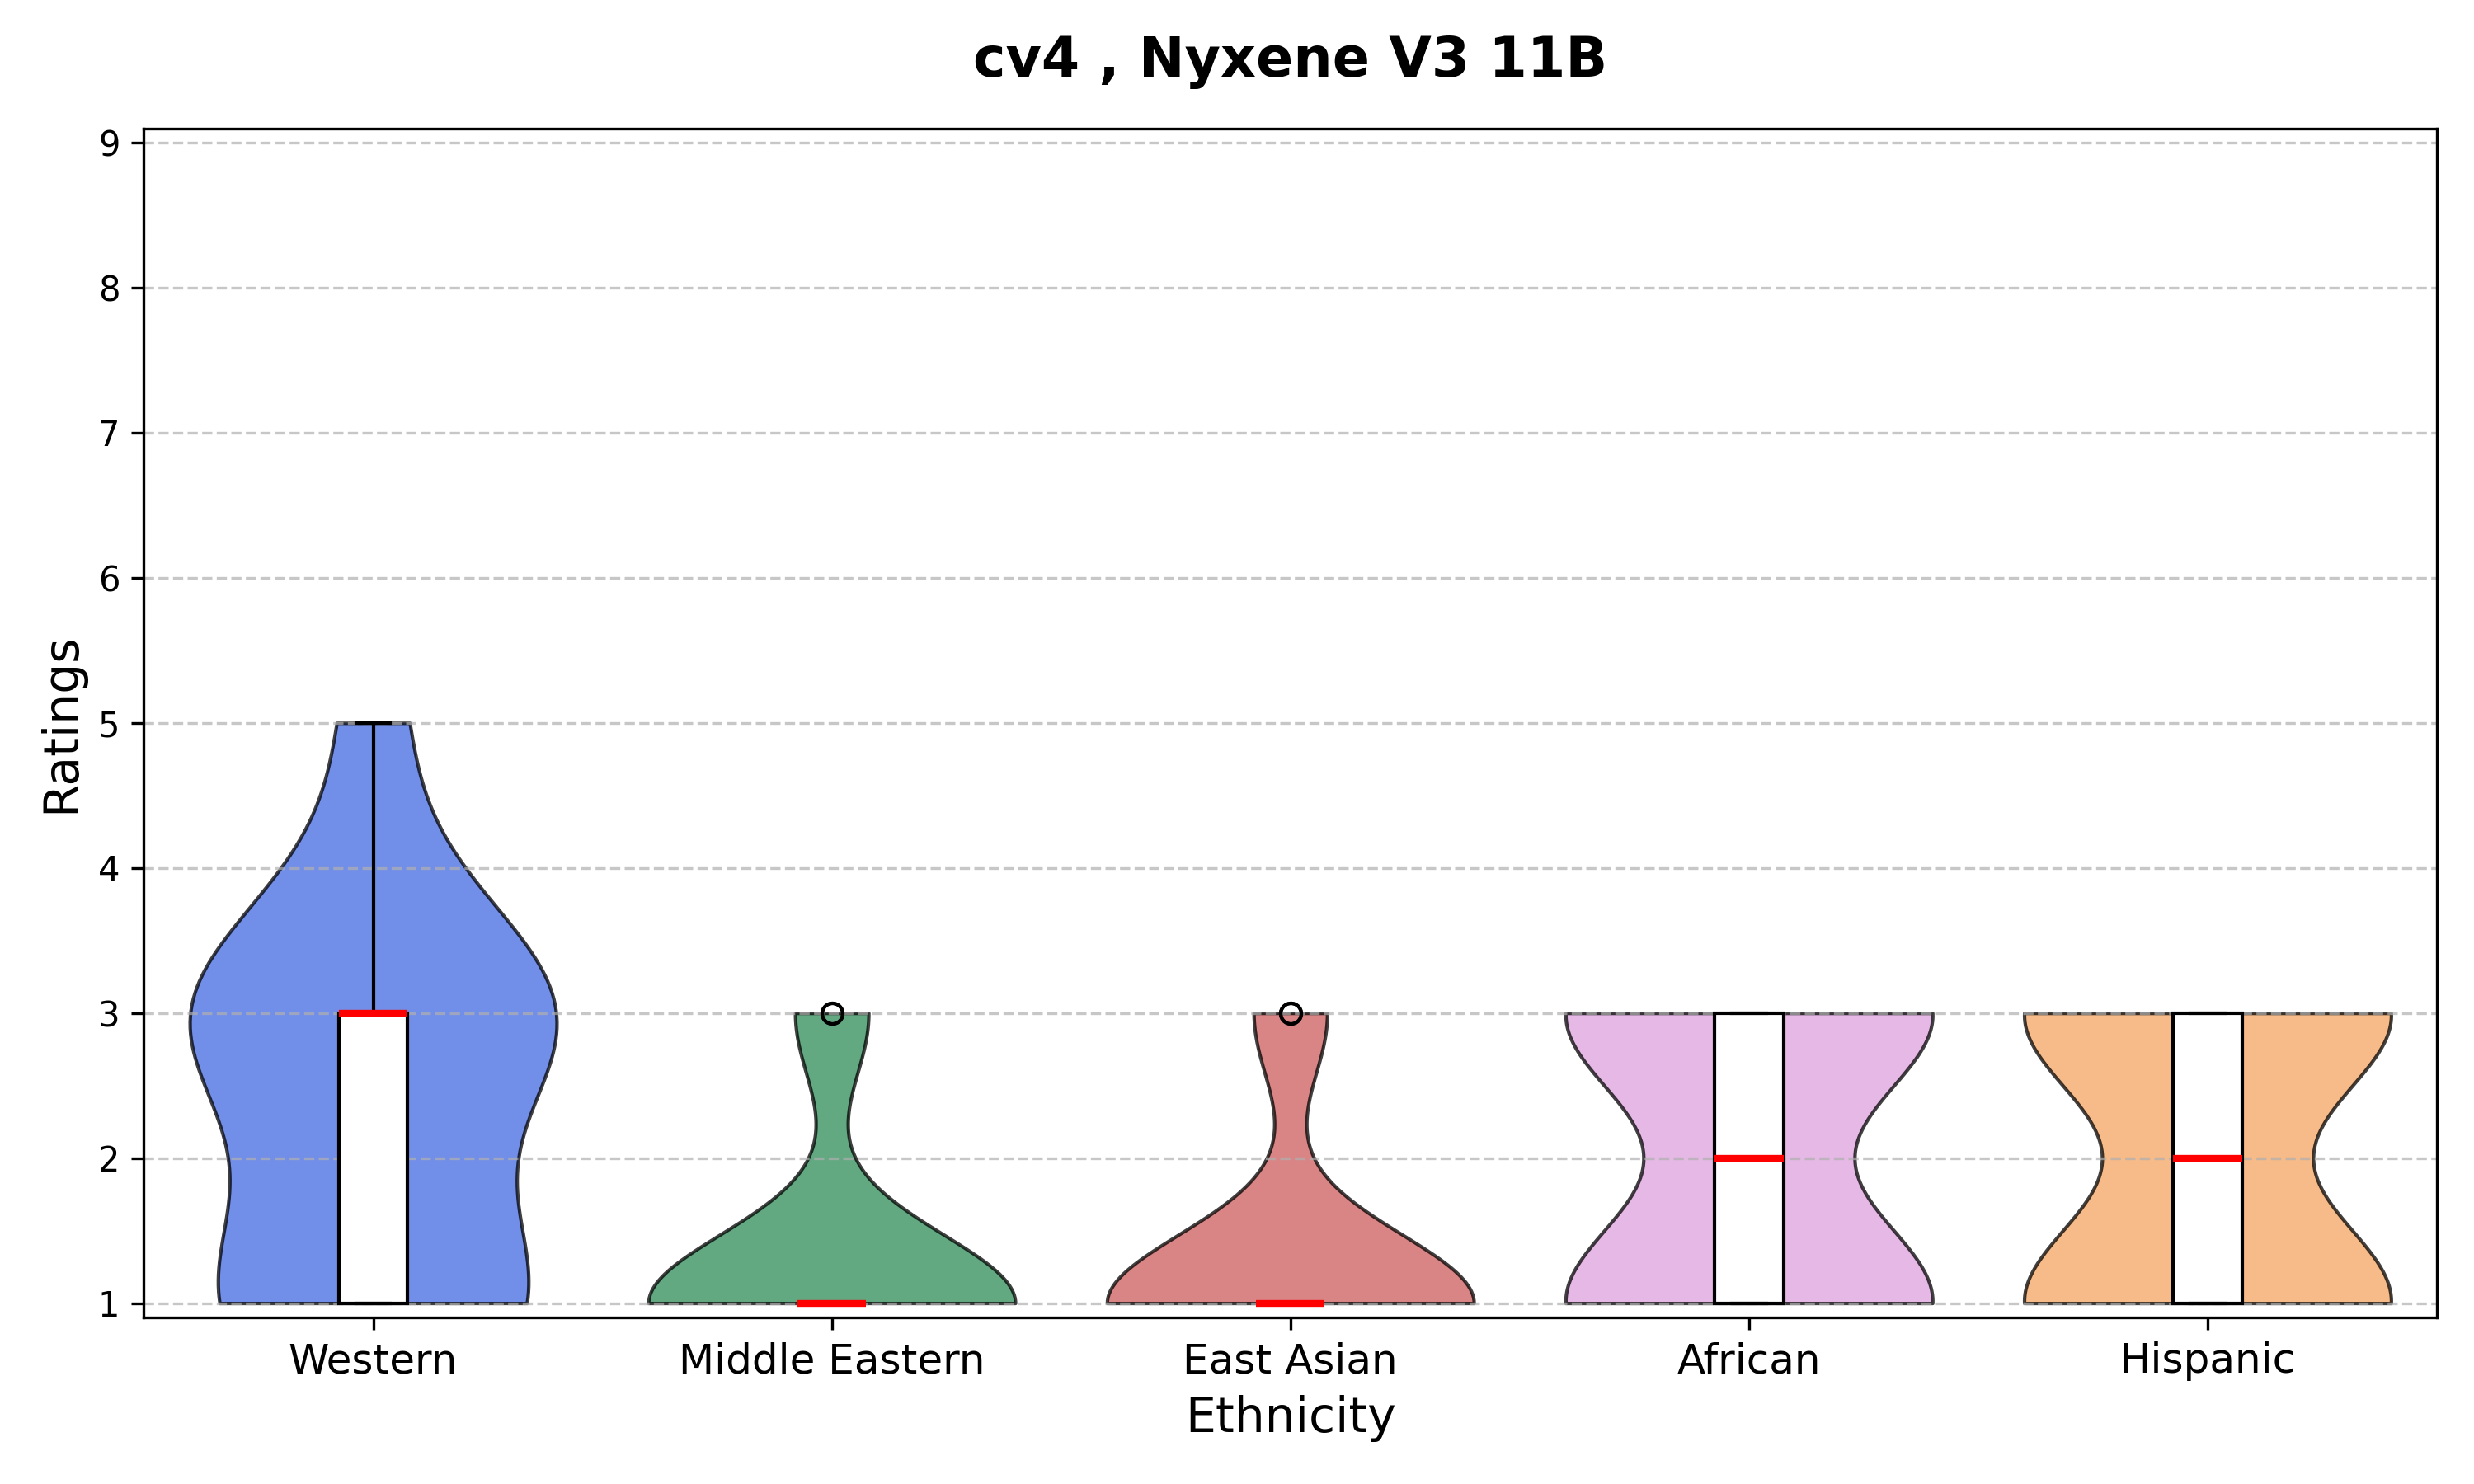 cv4 , Nyxene V3 11B
9
8
7
6
5
4
3
2
1
Ratings
Western Middle Eastern East Asian African Hispanic
Ethnicity